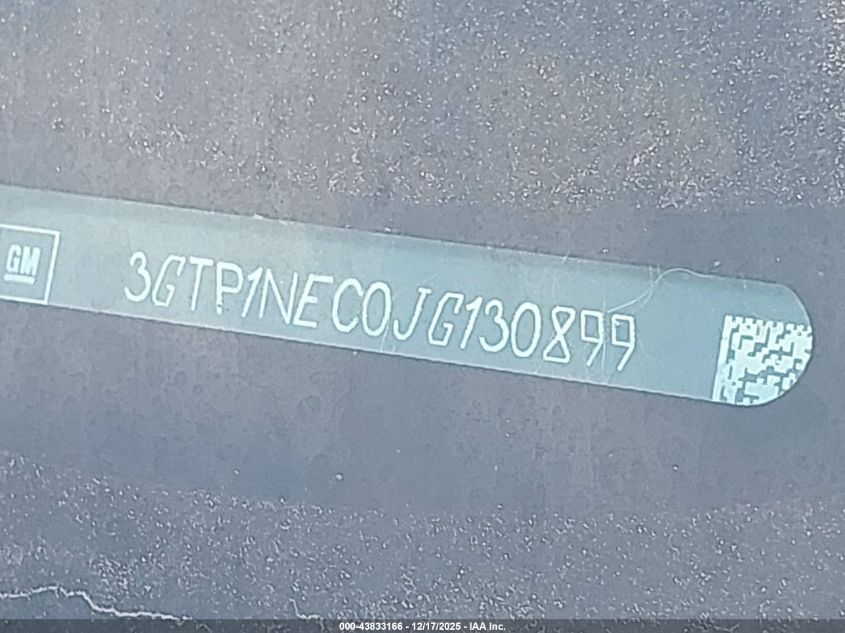 GM
3GTP1NEC0JG130899
000-43833166 - 12/17/2025 - IAA Inc.